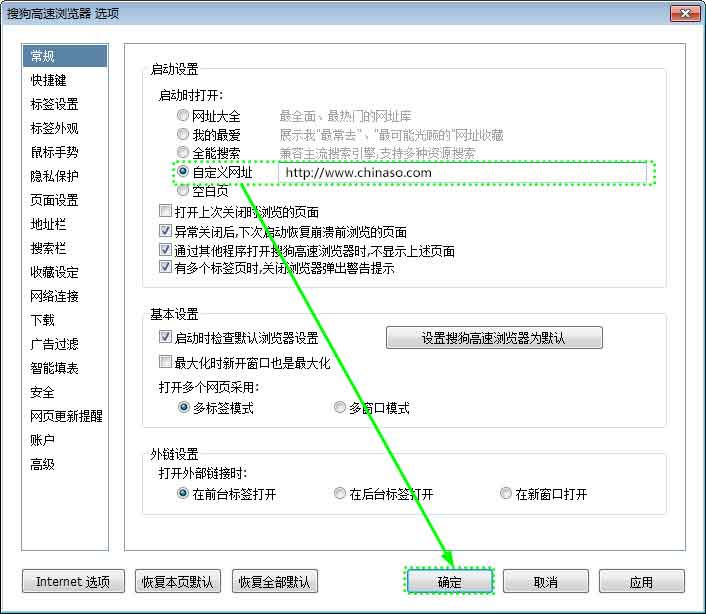 搜狗高速浏览器 选项
常规
快捷键
标签设置
标签外观
鼠标手势
隐私保护
页面设置
地址栏
搜索栏
收藏设定
网络连接
下载
广告过滤
智能填表
安全
网页更新提醒
账户
高级
启动设置
启动时打开:
网址大全 最全面、最热门的网址库
我的最爱 展示我"最常去"、"最可能光顾的"网址收藏
全能搜索 兼容主流搜索引擎,支持多种资源搜索
自定义网址 http://www.chinaso.com
空白页
打开上次关闭时浏览的页面
异常关闭后,下次启动恢复崩溃前浏览的页面
通过其他程序打开搜狗高速浏览器时,不显示上述页面
有多个标签页时,关闭浏览器弹出警告提示
基本设置
启动时检查默认浏览器设置 设置搜狗高速浏览器为默认
最大化时新开窗口也是最大化
打开多个网页采用:
多标签模式 多窗口模式
外链设置
打开外部链接时:
在前台标签打开 在后台标签打开 在新窗口打开
Internet 选项 恢复本页默认 恢复全部默认 确定 取消 应用